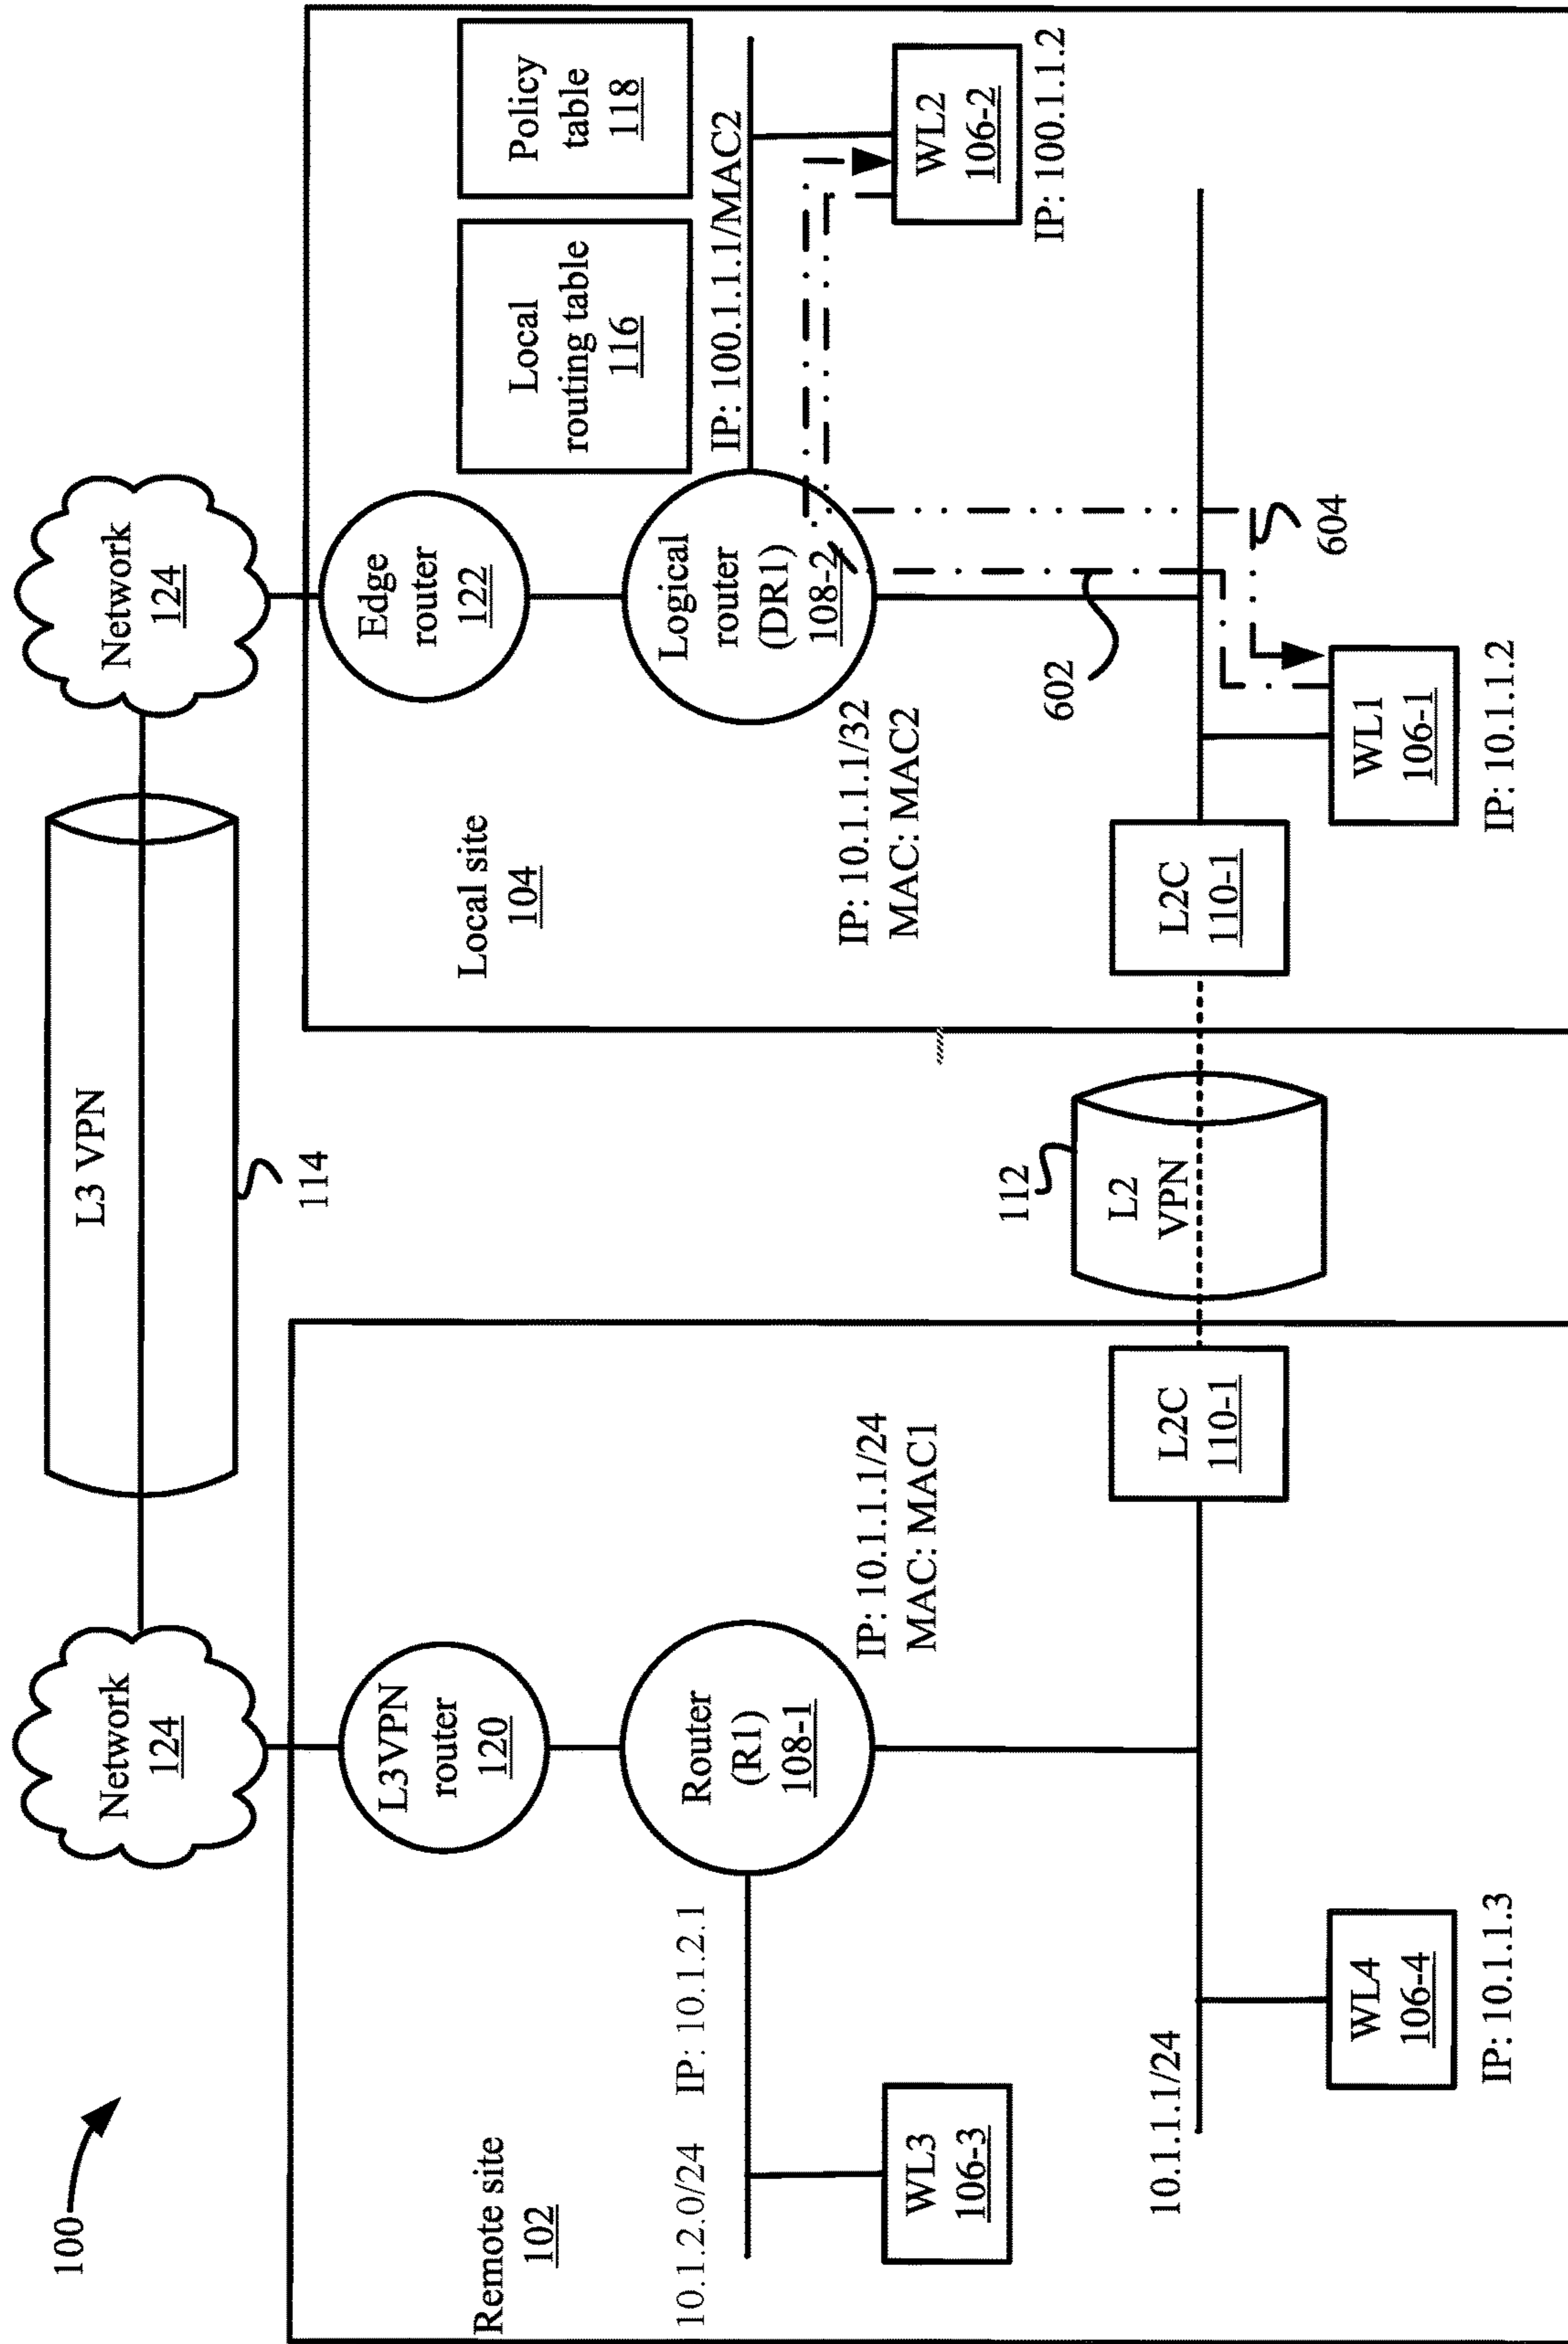 100
Network
124
L3 VPN
114
Network
124
Remote site
102
L3VPN
router
120
Router
(R1)
108-1
10.1.2.0/24
IP: 10.1.2.1
WL3
106-3
IP: 10.1.1.1/24
MAC: MAC1
10.1.1.1/24
WL4
106-4
IP: 10.1.1.3
L2C
110-1
112
L2
VPN
Local site
104
Edge
router
122
Local
routing table
116
Policy
table
118
Logical
router
(DR1)
108-2
IP: 100.1.1.1/MAC2
IP: 10.1.1.1/32
MAC: MAC2
WL2
106-2
IP: 100.1.1.2
602
604
L2C
110-1
WL1
106-1
IP: 10.1.1.2